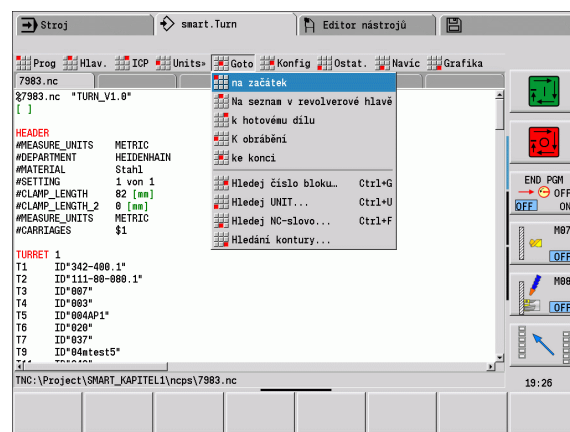 Stroj
smart.Turn
Editor nástrojů
Prog Hlav. ICP Units» Goto Konfig Ostat. Navíc Grafika
7983.nc
%7983.nc "TURN_V1.0"
[ ]
HEADER
#MEASURE_UNITS METRIC
#DEPARTMENT HEIDENHAIN
#MATERIAL Stahl
#SETTING 1 von 1
#CLAMP_LENGTH 82 [mm]
#CLAMP_LENGTH_2 0 [mm]
#MEASURE_UNITS METRIC
#CARRIAGES $1
TURRET 1
T1 ID"342-400.1"
T2 ID"111-80-080.1"
T3 ID"007"
T4 ID"003"
T5 ID"004AP1"
T6 ID"020"
T7 ID"037"
T9 ID"04mtest5"
na začátek
Na seznam v revolverové hlavě
k hotovému dílu
K obrábění
ke konci
Hledej číslo bloku… Ctrl+G
Hledej UNIT... Ctrl+U
Hledej NC-slovo... Ctrl+F
Hledání kontury...
END PGM
OFF
OFF ON
M07
OFF
M08
OFF
TNC:\Project\SMART_KAPITEL1\ncps\7983.nc
19:26